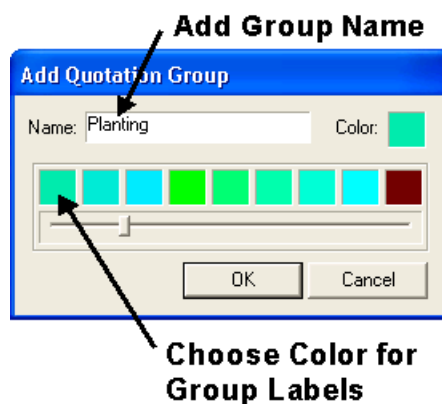 Add Group Name
Add Quotation Group
Name: Planting Color:
OK Cancel
Choose Color for
Group Labels